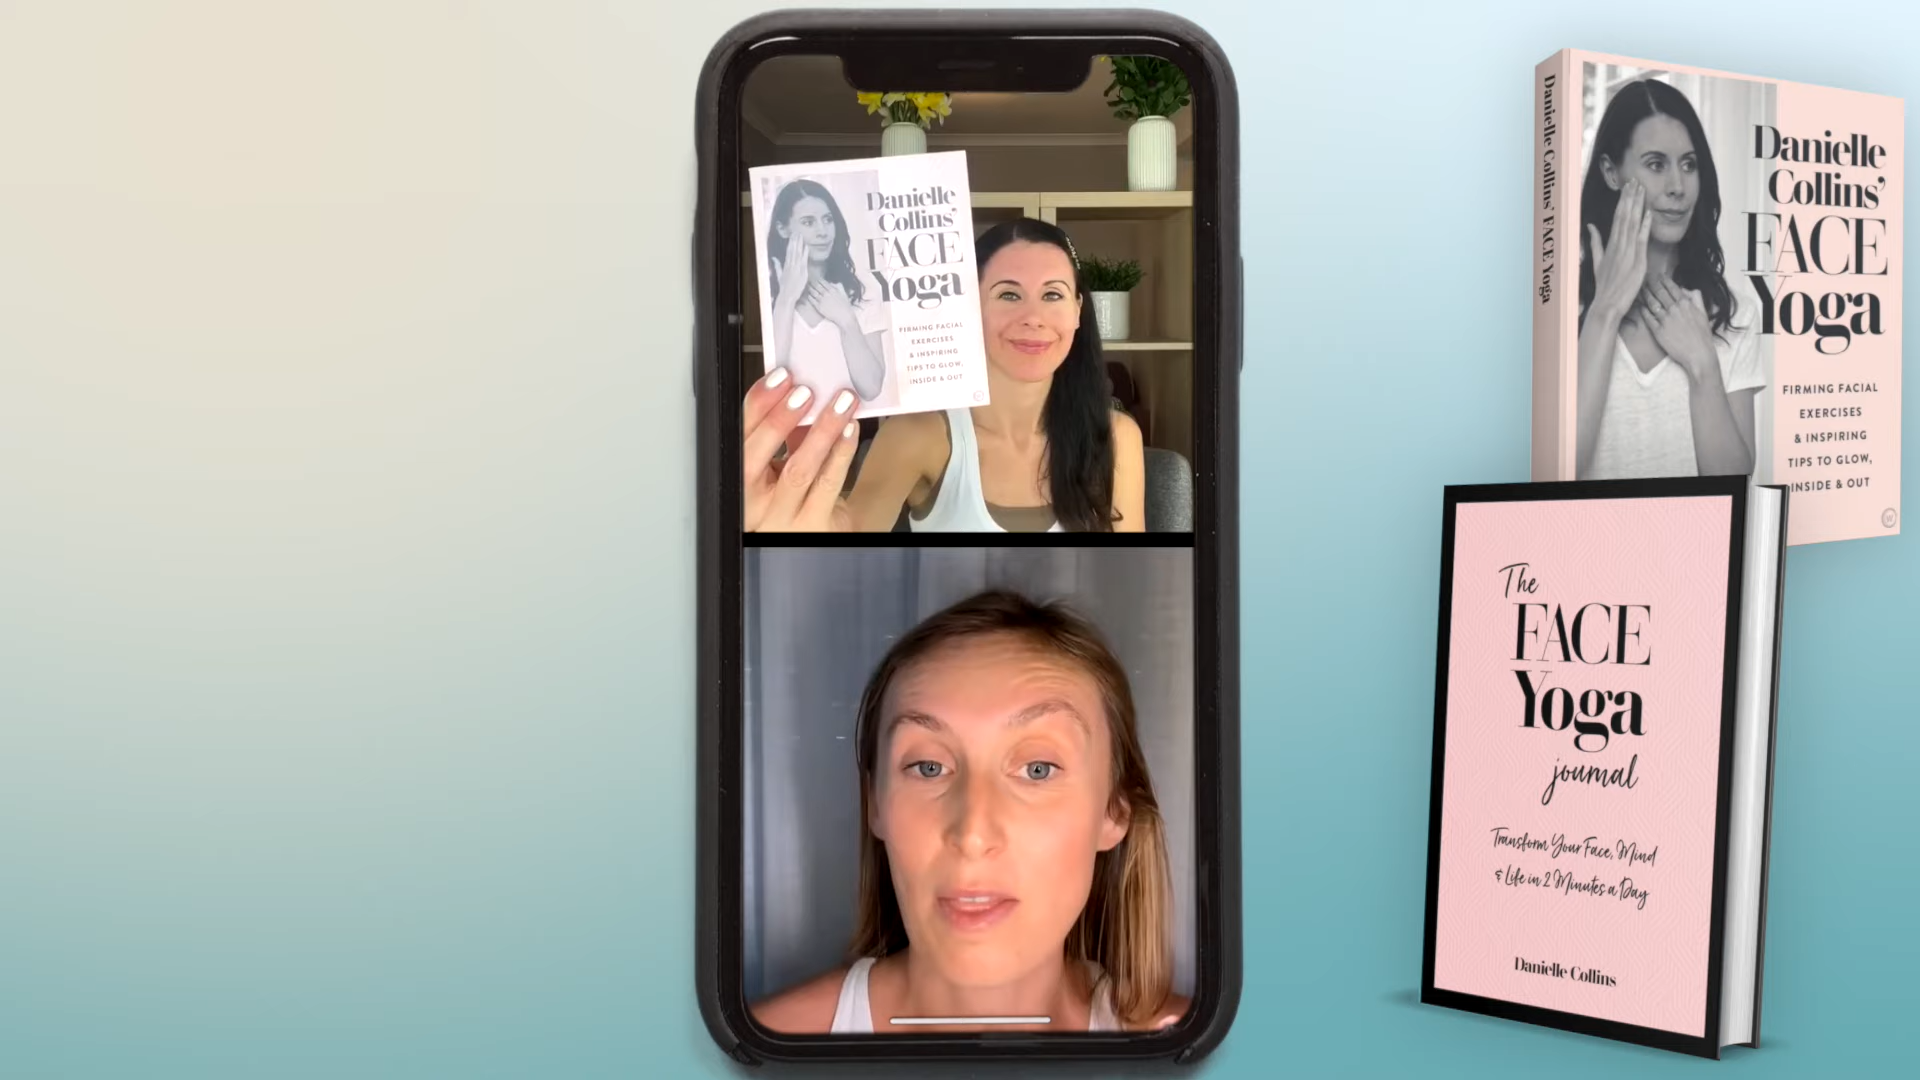 Danielle
Collins'
FACE
Yoga
FIRMING FACIAL
EXERCISES
& INSPIRING
TIPS TO GLOW,
INSIDE & OUT
Danielle Collins' FACE Yoga
Danielle
Collins'
FACE
Yoga
FIRMING FACIAL
EXERCISES
& INSPIRING
TIPS TO GLOW,
INSIDE & OUT
The
FACE
Yoga
journal
Transform Your Face, Mind
& Life in 2 Minutes a Day
Danielle Collins